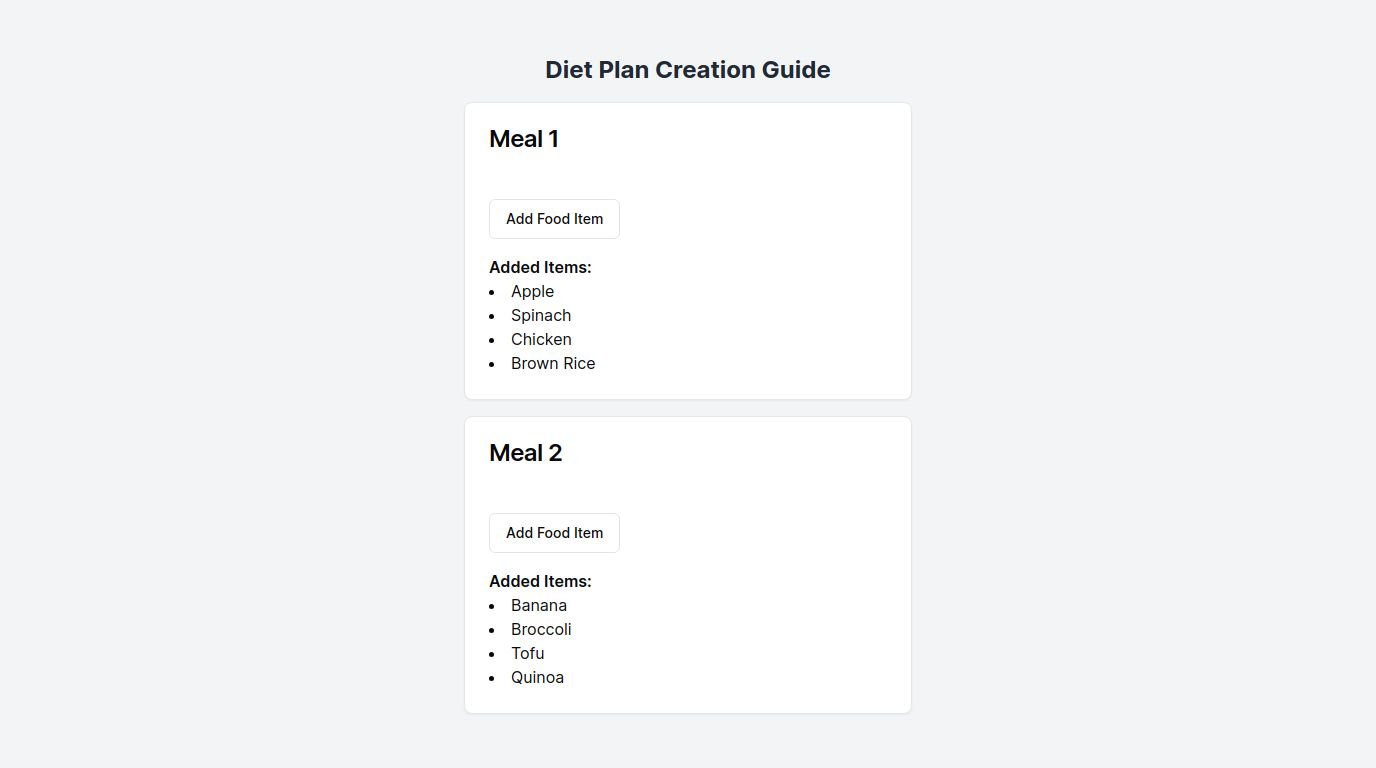 Diet Plan Creation Guide
Meal 1
Add Food Item
Added Items:
Apple
Spinach
Chicken
Brown Rice
Meal 2
Add Food Item
Added Items:
Banana
Broccoli
Tofu
Quinoa